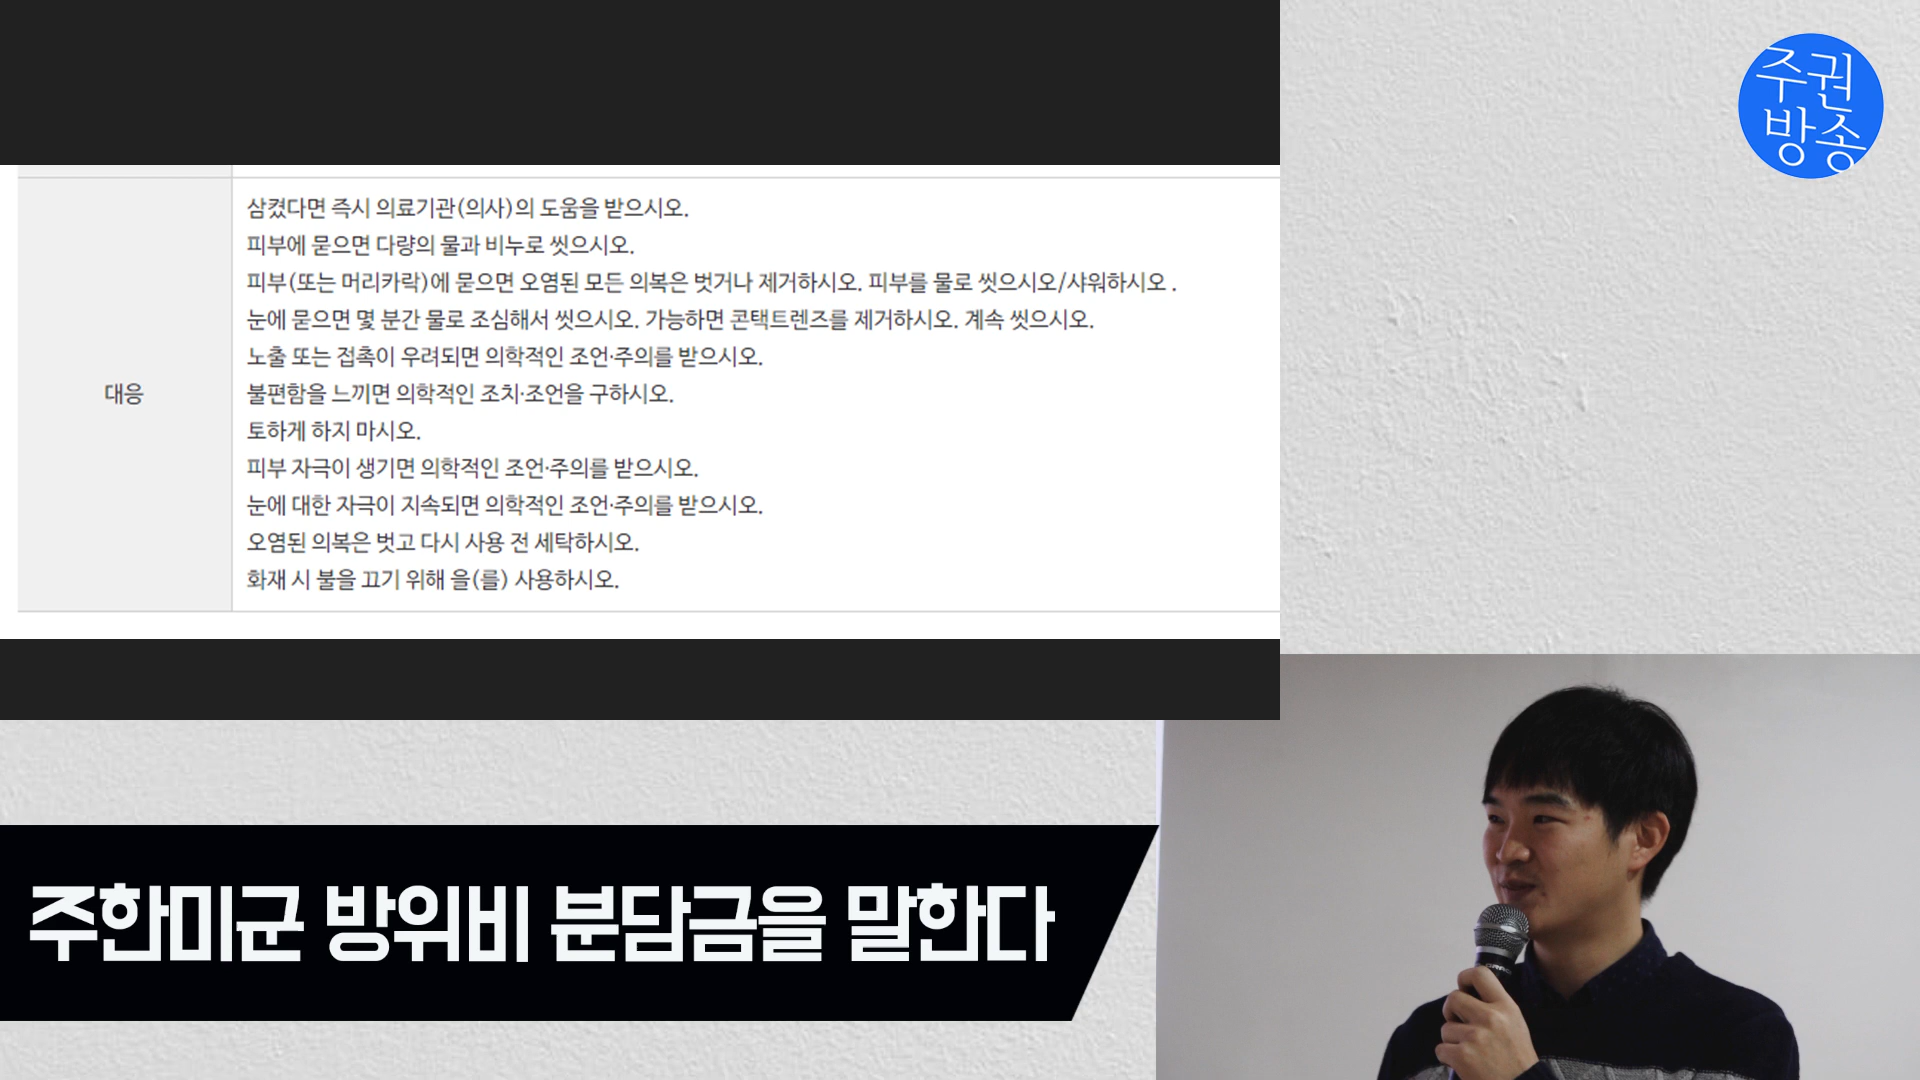 주권
방송
대응
삼켰다면 즉시 의료기관(의사)의 도움을 받으시오.
피부에 묻으면 다량의 물과 비누로 씻으시오.
피부(또는 머리카락)에 묻으면 오염된 모든 의복은 벗거나 제거하시오. 피부를 물로 씻으시오/샤워하시오 .
눈에 묻으면 몇 분간 물로 조심해서 씻으시오. 가능하면 콘택트렌즈를 제거하시오. 계속 씻으시오.
노출 또는 접촉이 우려되면 의학적인 조언·주의를 받으시오.
불편함을 느끼면 의학적인 조치·조언을 구하시오.
토하게 하지 마시오.
피부 자극이 생기면 의학적인 조언·주의를 받으시오.
눈에 대한 자극이 지속되면 의학적인 조언·주의를 받으시오.
오염된 의복은 벗고 다시 사용 전 세탁하시오.
화재 시 불을 끄기 위해 을(를) 사용하시오.
주한미군 방위비 분담금을 말한다